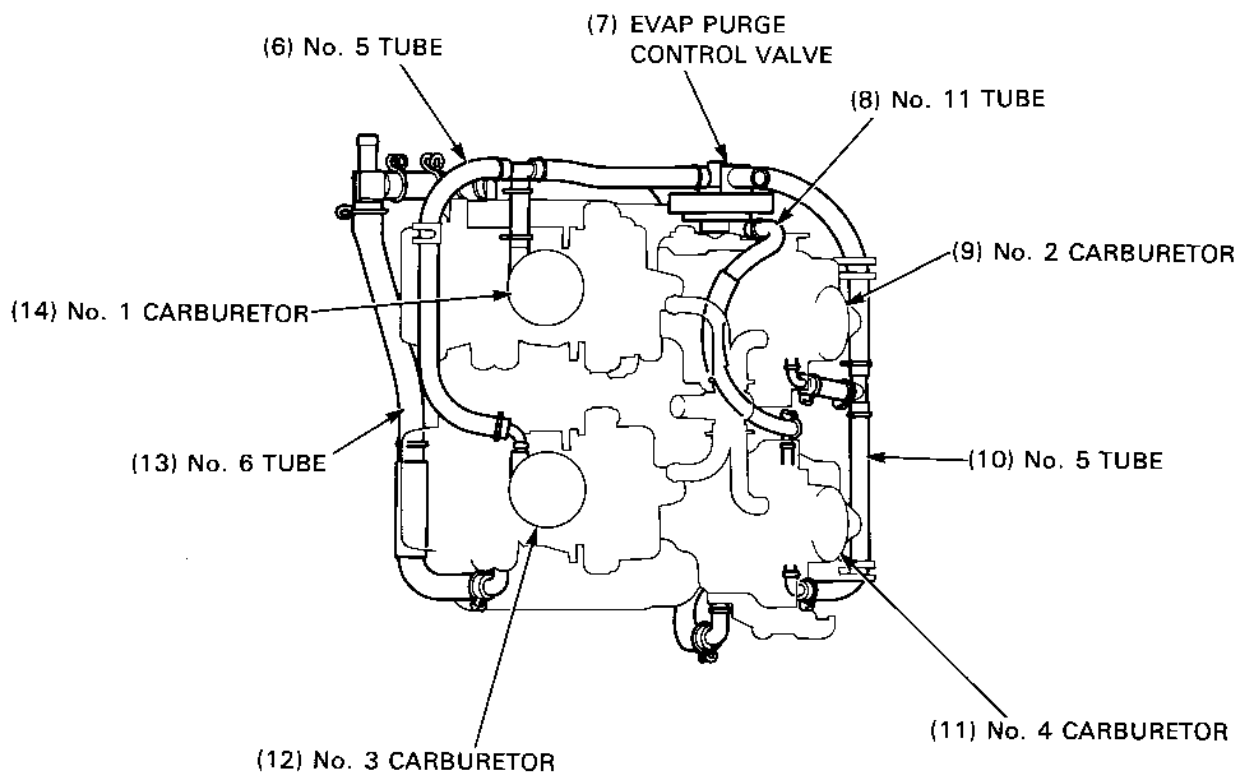 (7) EVAP PURGE
CONTROL VALVE
(6) No. 5 TUBE
(8) No. 11 TUBE
(9) No. 2 CARBURETOR
(14) No. 1 CARBURETOR
(13) No. 6 TUBE
(10) No. 5 TUBE
(11) No. 4 CARBURETOR
(12) No. 3 CARBURETOR